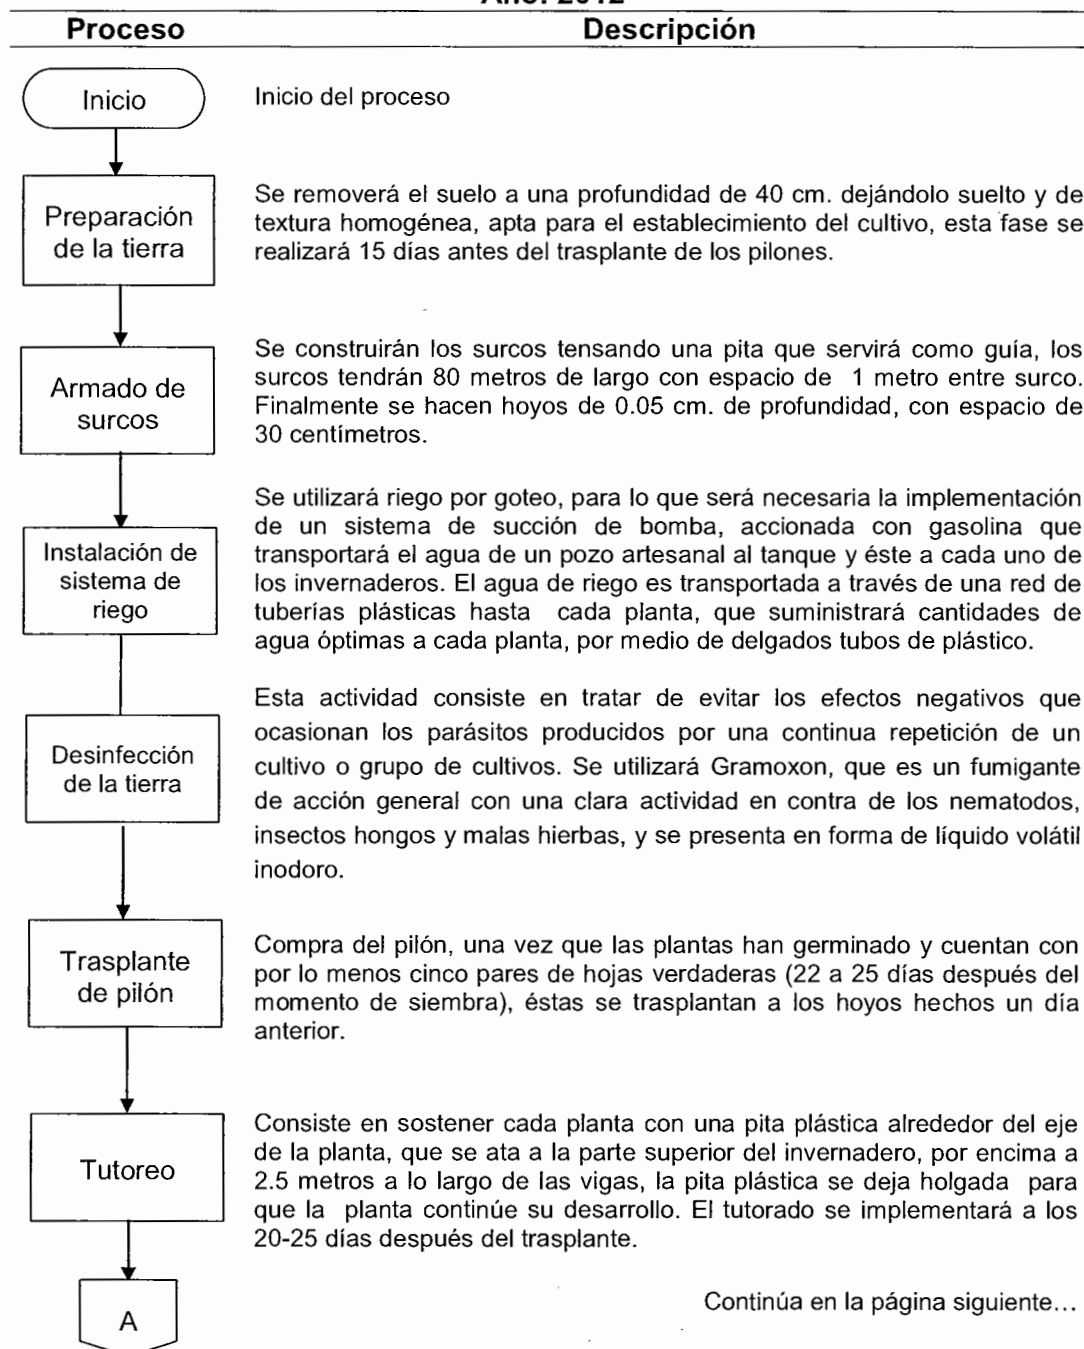 Año: 2012
Proceso Descripción
Inicio
Inicio del proceso
Preparación
de la tierra
Se removerá el suelo a una profundidad de 40 cm. dejándolo suelto y de
textura homogénea, apta para el establecimiento del cultivo, esta fase se
realizará 15 días antes del trasplante de los pilones.
Armado de
surcos
Se construirán los surcos tensando una pita que servirá como guía, los
surcos tendrán 80 metros de largo con espacio de 1 metro entre surco.
Finalmente se hacen hoyos de 0.05 cm. de profundidad, con espacio de
30 centímetros.
Instalación de
sistema de
riego
Se utilizará riego por goteo, para lo que será necesaria la implementación
de un sistema de succión de bomba, accionada con gasolina que
transportará el agua de un pozo artesanal al tanque y éste a cada uno de
los invernaderos. El agua de riego es transportada a través de una red de
tuberías plásticas hasta cada planta, que suministrará cantidades de
agua óptimas a cada planta, por medio de delgados tubos de plástico.
Desinfección
de la tierra
Esta actividad consiste en tratar de evitar los efectos negativos que
ocasionan los parásitos producidos por una continua repetición de un
cultivo o grupo de cultivos. Se utilizará Gramoxon, que es un fumigante
de acción general con una clara actividad en contra de los nematodos,
insectos hongos y malas hierbas, y se presenta en forma de líquido volátil
inodoro.
Trasplante
de pilón
Compra del pilón, una vez que las plantas han germinado y cuentan con
por lo menos cinco pares de hojas verdaderas (22 a 25 días después del
momento de siembra), éstas se trasplantan a los hoyos hechos un día
anterior.
Tutoreo
Consiste en sostener cada planta con una pita plástica alrededor del eje
de la planta, que se ata a la parte superior del invernadero, por encima a
2.5 metros a lo largo de las vigas, la pita plástica se deja holgada para
que la planta continúe su desarrollo. El tutorado se implementará a los
20-25 días después del trasplante.
A
Continúa en la página siguiente...